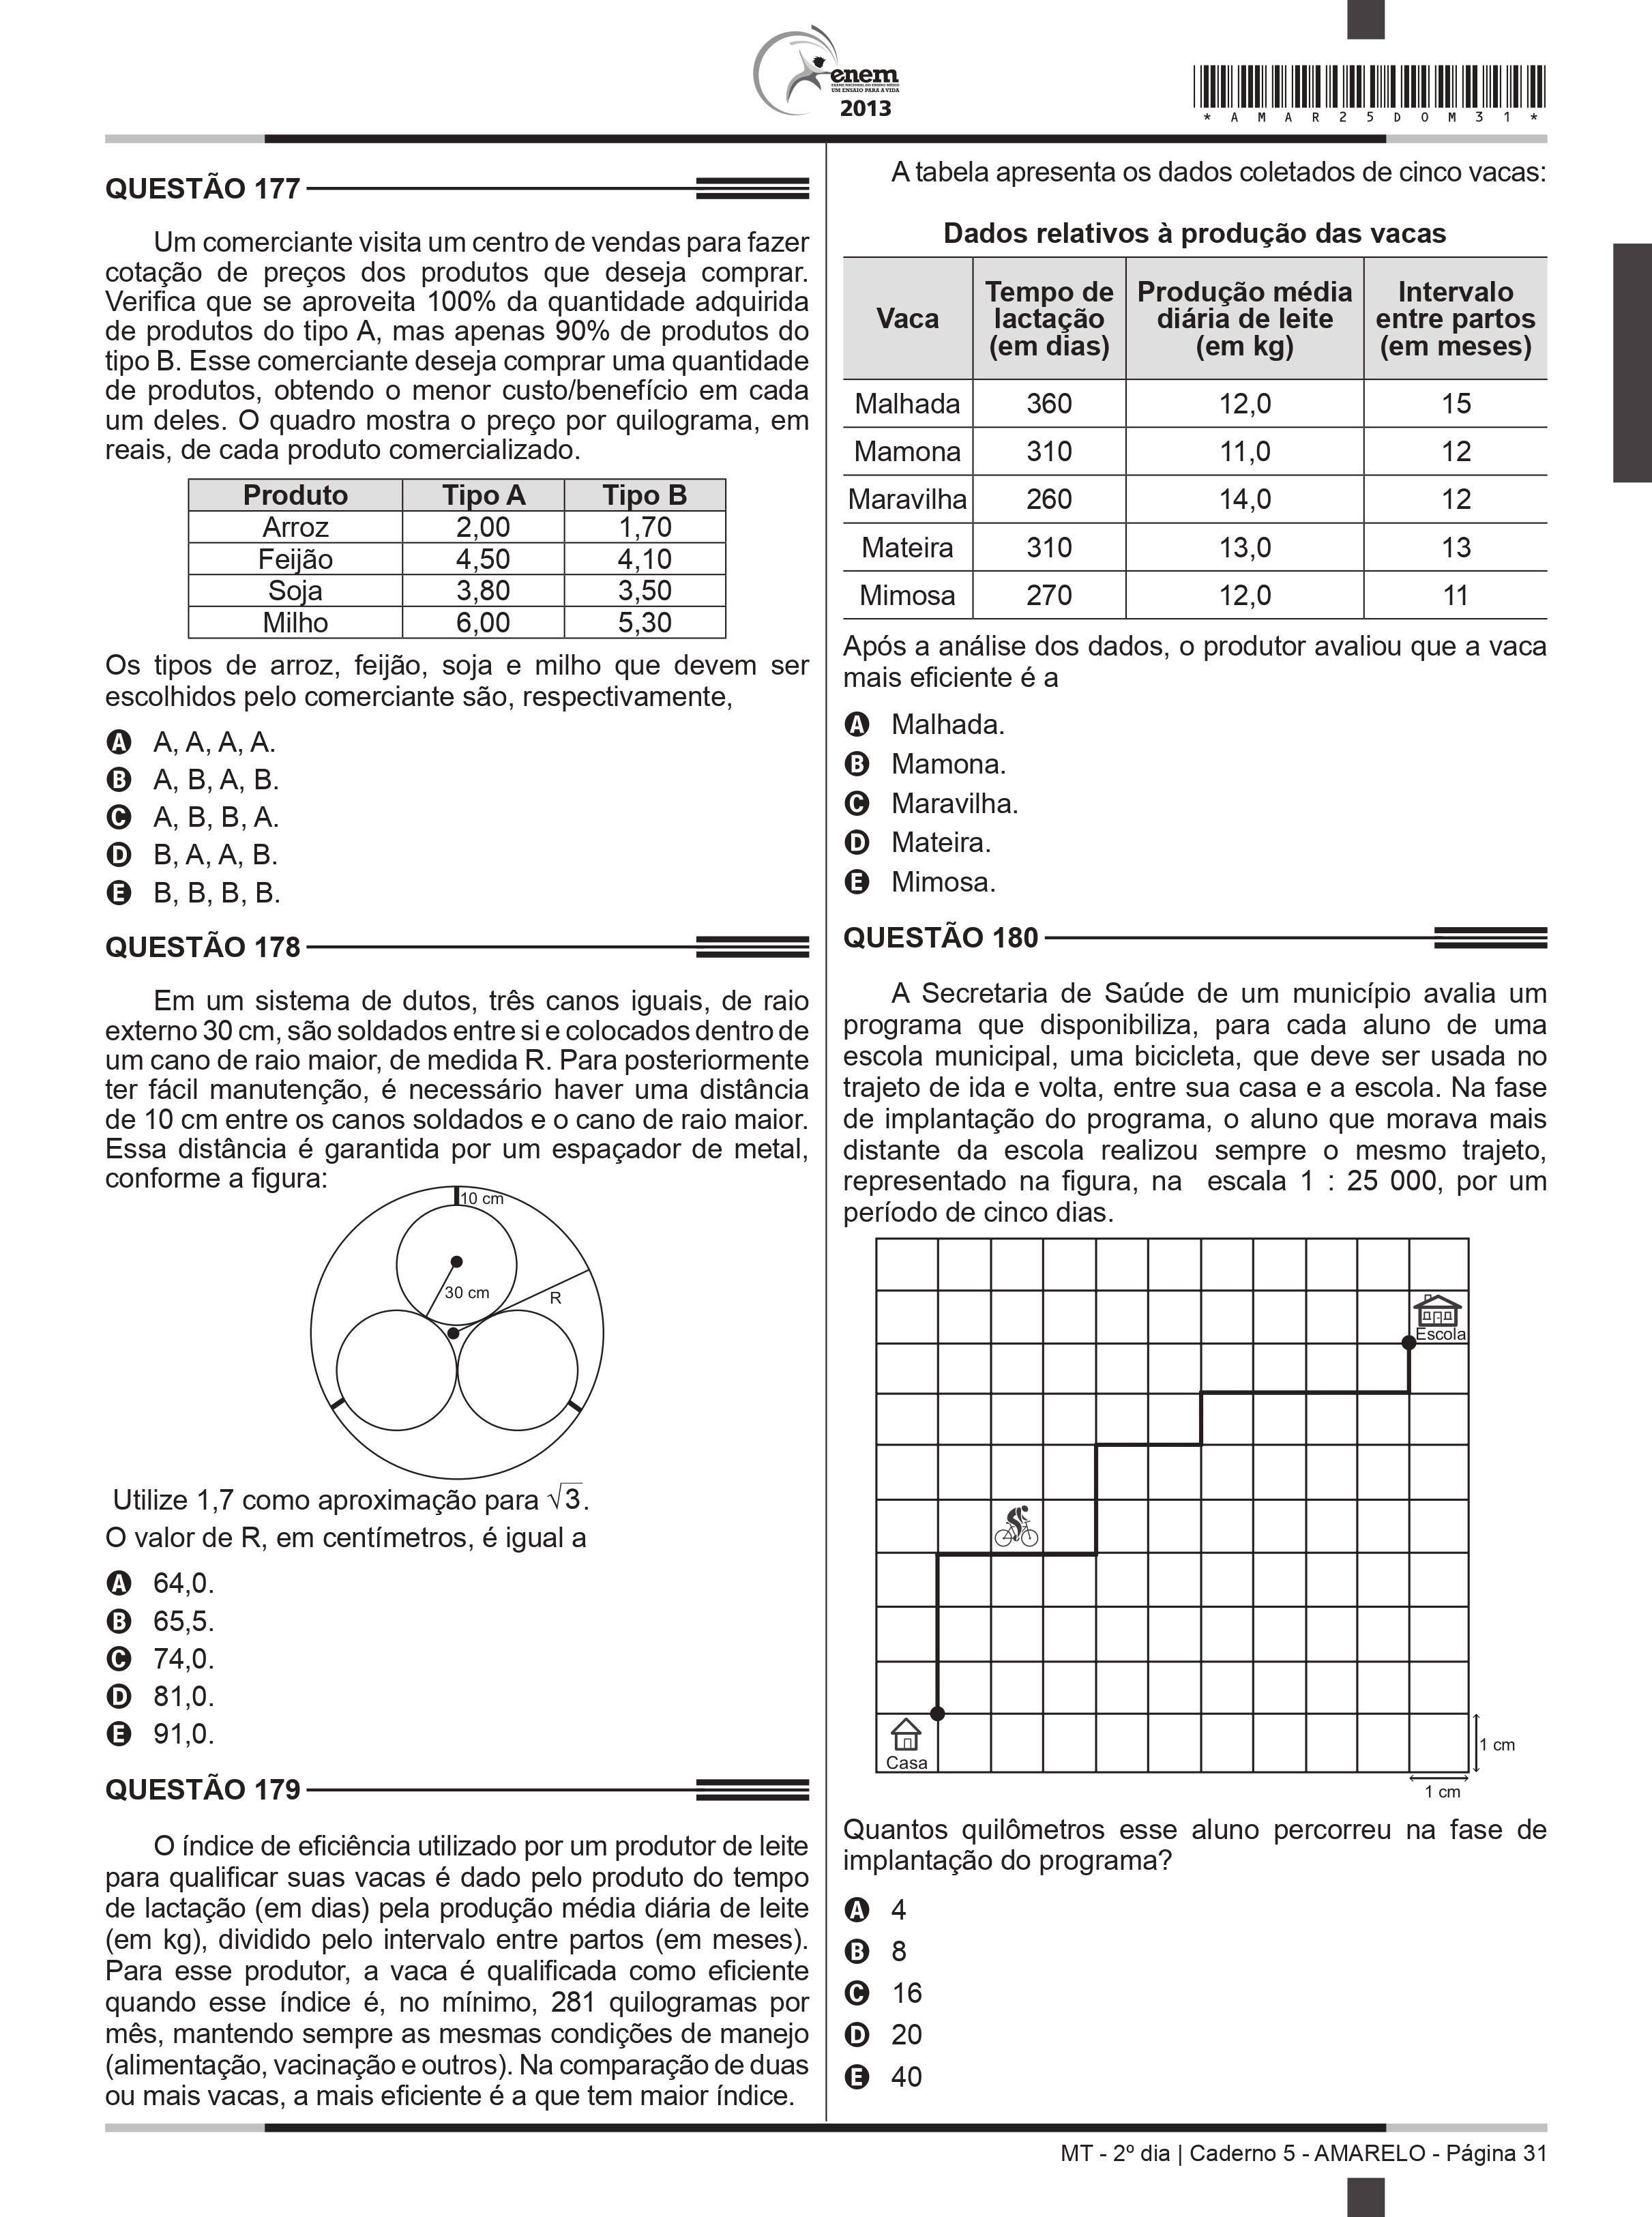 enem
EXAME NACIONAL DO ENSINO MÉDIO
UM ENSAIO PARA A VIDA
2013
* A M A R 2 5 D O M 3 1 *
QUESTÃO 177
Um comerciante visita um centro de vendas para fazer
cotação de preços dos produtos que deseja comprar.
Verifica que se aproveita 100% da quantidade adquirida
de produtos do tipo A, mas apenas 90% de produtos do
tipo B. Esse comerciante deseja comprar uma quantidade
de produtos, obtendo o menor custo/benefício em cada
um deles. O quadro mostra o preço por quilograma, em
reais, de cada produto comercializado.
Produto Tipo A Tipo B
Arroz 2,00 1,70
Feijão 4,50 4,10
Soja 3,80 3,50
Milho 6,00 5,30
Os tipos de arroz, feijão, soja e milho que devem ser
escolhidos pelo comerciante são, respectivamente,
A A, A, A, A.
B A, B, A, B.
C A, B, B, A.
D B, A, A, B.
E B, B, B, B.
QUESTÃO 178
Em um sistema de dutos, três canos iguais, de raio
externo 30 cm, são soldados entre si e colocados dentro de
um cano de raio maior, de medida R. Para posteriormente
ter fácil manutenção, é necessário haver uma distância
de 10 cm entre os canos soldados e o cano de raio maior.
Essa distância é garantida por um espaçador de metal,
conforme a figura:
10 cm
30 cm
R
Utilize 1,7 como aproximação para √3.
O valor de R, em centímetros, é igual a
A 64,0.
B 65,5.
C 74,0.
D 81,0.
E 91,0.
QUESTÃO 179
O índice de eficiência utilizado por um produtor de leite
para qualificar suas vacas é dado pelo produto do tempo
de lactação (em dias) pela produção média diária de leite
(em kg), dividido pelo intervalo entre partos (em meses).
Para esse produtor, a vaca é qualificada como eficiente
quando esse índice é, no mínimo, 281 quilogramas por
mês, mantendo sempre as mesmas condições de manejo
(alimentação, vacinação e outros). Na comparação de duas
ou mais vacas, a mais eficiente é a que tem maior índice.
A tabela apresenta os dados coletados de cinco vacas:
Dados relativos à produção das vacas
Vaca Tempo de lactação (em dias) Produção média diária de leite (em kg) Intervalo entre partos (em meses)
Malhada 360 12,0 15
Mamona 310 11,0 12
Maravilha 260 14,0 12
Mateira 310 13,0 13
Mimosa 270 12,0 11
Após a análise dos dados, o produtor avaliou que a vaca
mais eficiente é a
A Malhada.
B Mamona.
C Maravilha.
D Mateira.
E Mimosa.
QUESTÃO 180
A Secretaria de Saúde de um município avalia um
programa que disponibiliza, para cada aluno de uma
escola municipal, uma bicicleta, que deve ser usada no
trajeto de ida e volta, entre sua casa e a escola. Na fase
de implantação do programa, o aluno que morava mais
distante da escola realizou sempre o mesmo trajeto,
representado na figura, na escala 1 : 25 000, por um
período de cinco dias.
Escola
Casa
1 cm
1 cm
Quantos quilômetros esse aluno percorreu na fase de
implantação do programa?
A 4
B 8
C 16
D 20
E 40
MT - 2º dia | Caderno 5 - AMARELO - Página 31